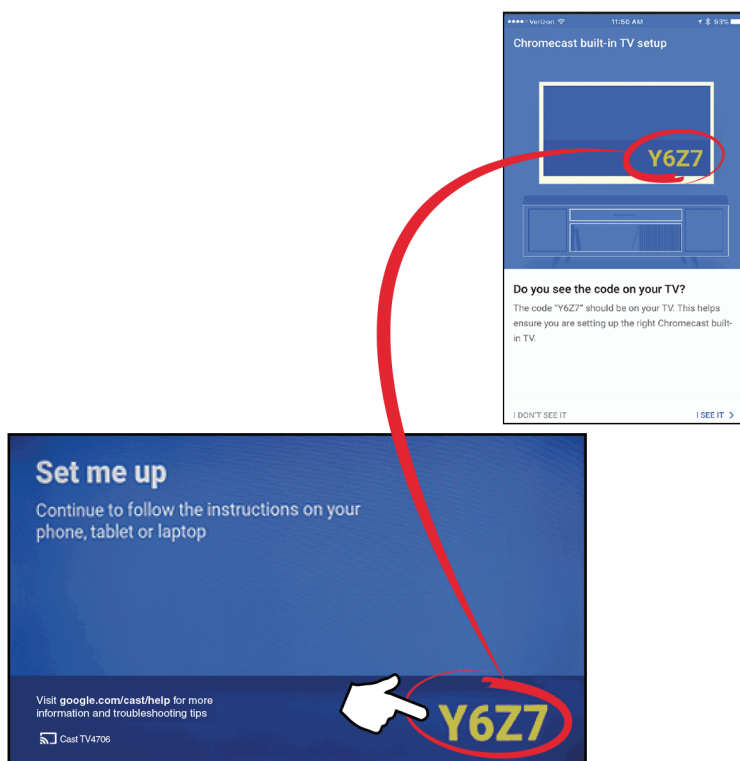 Verizon 11:50 AM 93%
Chromecast built-in TV setup
Y6Z7
Do you see the code on your TV?
The code "Y6Z7" should be on your TV. This helps
ensure you are setting up the right Chromecast built-
in TV.
I DON'T SEE IT
I SEE IT >
Set me up
Continue to follow the instructions on your
phone, tablet or laptop
Visit google.com/cast/help for more
information and troubleshooting tips
Cast TV4706
Y6Z7